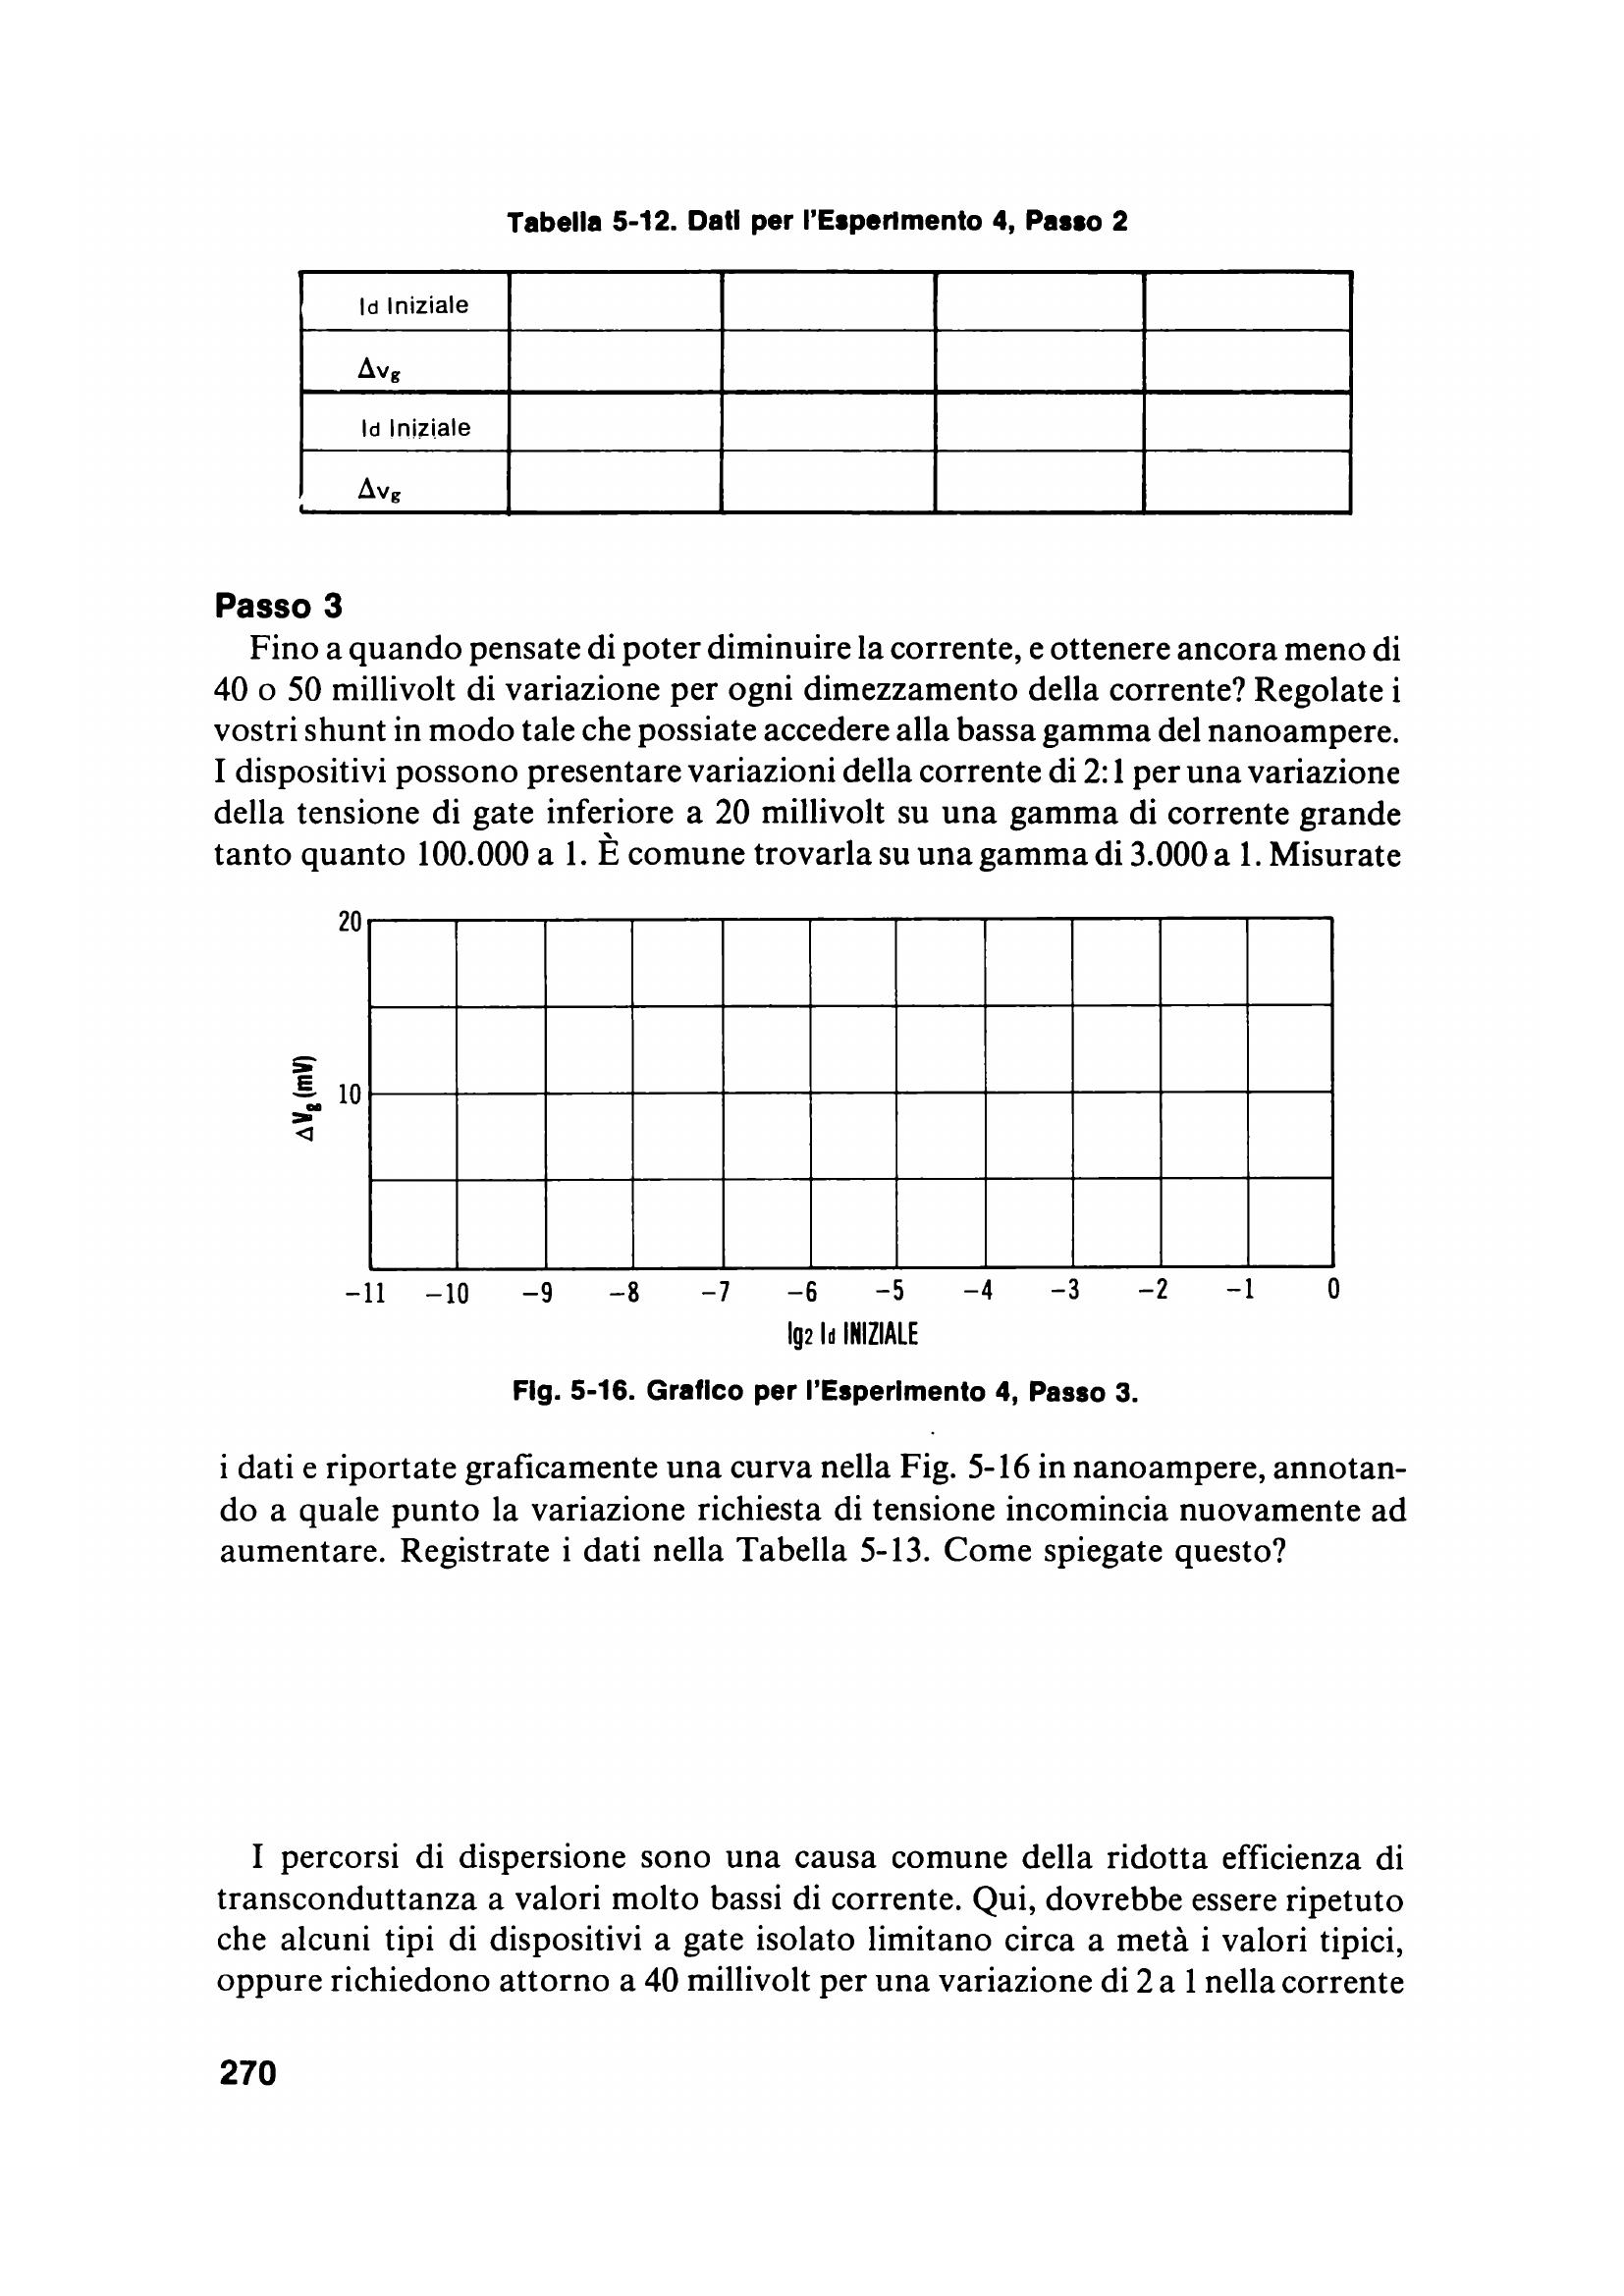 Tabella 5-12. Dati per l'Esperimento 4, Passo 2
Id Iniziale
Δvg
Id Iniziale
Δvg
Passo 3
Fino a quando pensate di poter diminuire la corrente, e ottenere ancora meno di
40 o 50 millivolt di variazione per ogni dimezzamento della corrente? Regolate i
vostri shunt in modo tale che possiate accedere alla bassa gamma del nanoampere.
I dispositivi possono presentare variazioni della corrente di 2:1 per una variazione
della tensione di gate inferiore a 20 millivolt su una gamma di corrente grande
tanto quanto 100.000 a 1. È comune trovarla su una gamma di 3.000 a 1. Misurate
20
ΔVg (mV)
10
-11 -10 -9 -8 -7 -6 -5 -4 -3 -2 -1 0
lg2 Id INIZIALE
Fig. 5-16. Grafico per l'Esperimento 4, Passo 3.
i dati e riportate graficamente una curva nella Fig. 5-16 in nanoampere, annotan-
do a quale punto la variazione richiesta di tensione incomincia nuovamente ad
aumentare. Registrate i dati nella Tabella 5-13. Come spiegate questo?
I percorsi di dispersione sono una causa comune della ridotta efficienza di
transconduttanza a valori molto bassi di corrente. Qui, dovrebbe essere ripetuto
che alcuni tipi di dispositivi a gate isolato limitano circa a metà i valori tipici,
oppure richiedono attorno a 40 millivolt per una variazione di 2 a 1 nella corrente
270